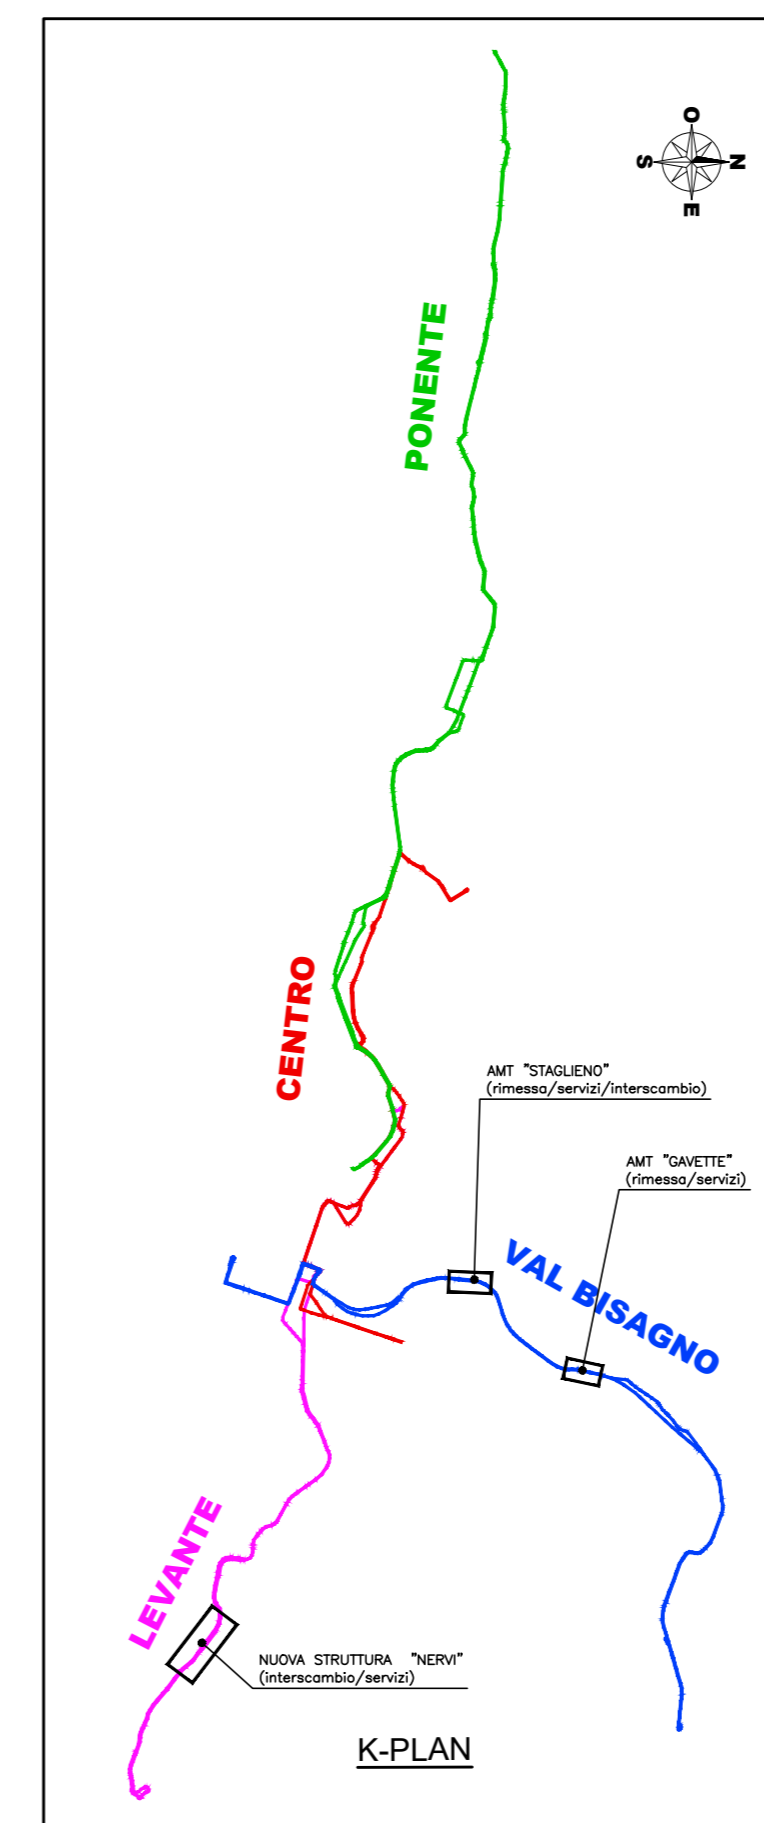 O
S
N
E
PONENTE
CENTRO
AMT "STAGLIENO"
(rimessa/servizi/interscambio)
AMT "GAVETTE"
(rimessa/servizi)
VAL BISAGNO
LEVANTE
NUOVA STRUTTURA "NERVI"
(interscambio/servizi)
K-PLAN